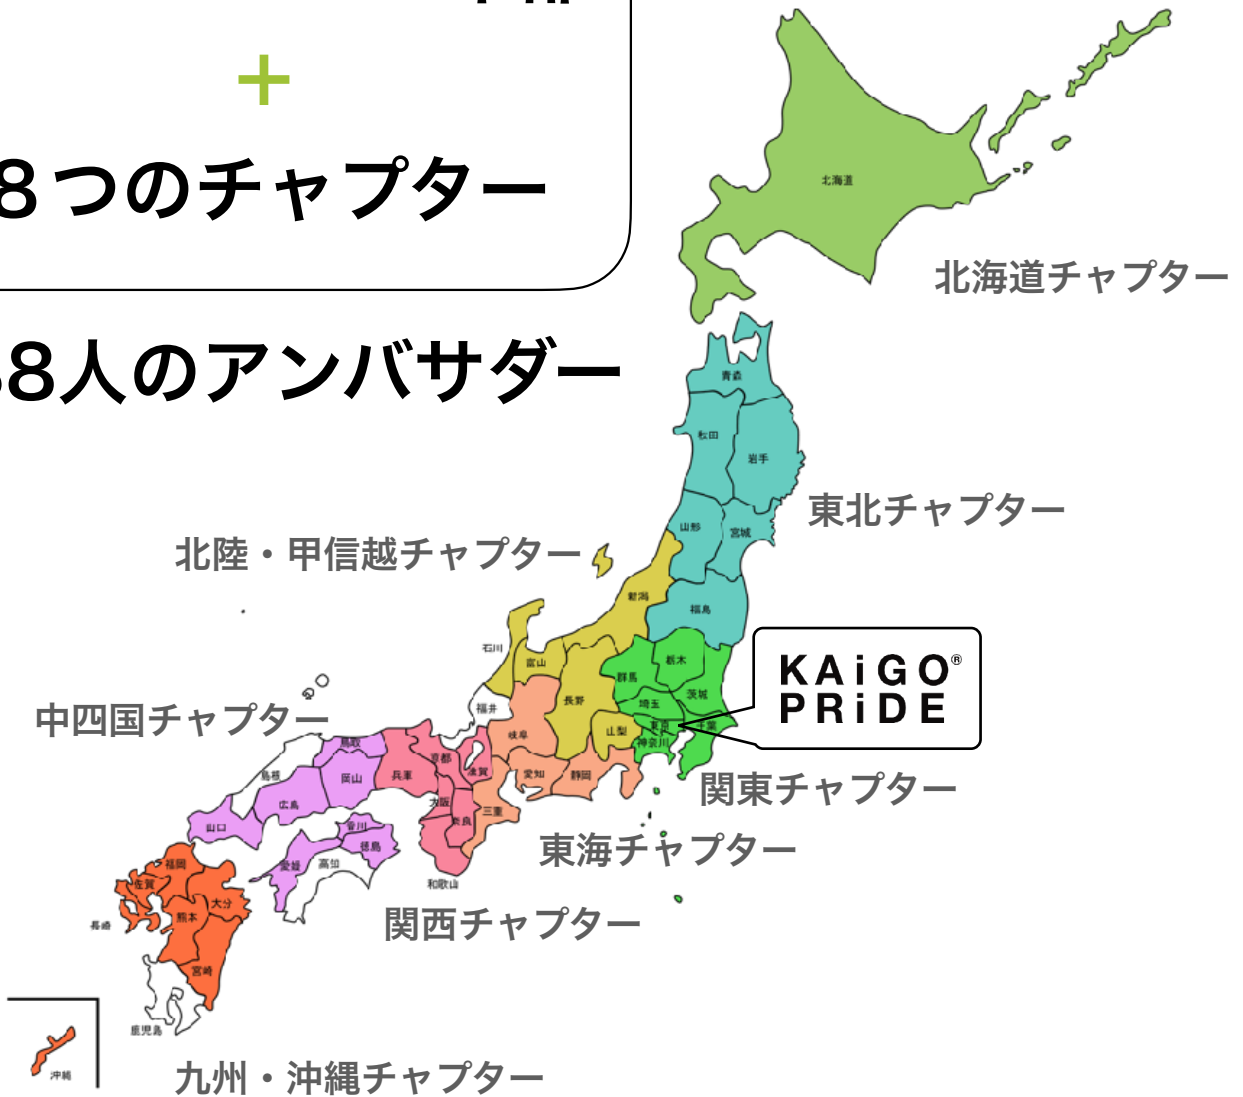 +
8つのチャプター
8人のアンバサダー
北海道
北海道チャプター
青森
秋田
岩手
東北チャプター
山形
宮城
北陸・甲信越チャプター
新潟
福島
石川
富山
栃木
群馬
KAiGO®
PRiDE
茨城
長野
埼玉
福井
中四国チャプター
東京
千葉
岐阜
山梨
神奈川
鳥取
京都
滋賀
島根
岡山
兵庫
愛知
静岡
関東チャプター
広島
大阪
三重
奈良
山口
香川
徳島
東海チャプター
福岡
愛媛
高知
佐賀
和歌山
大分
熊本
長崎
関西チャプター
宮崎
鹿児島
沖縄
九州・沖縄チャプター